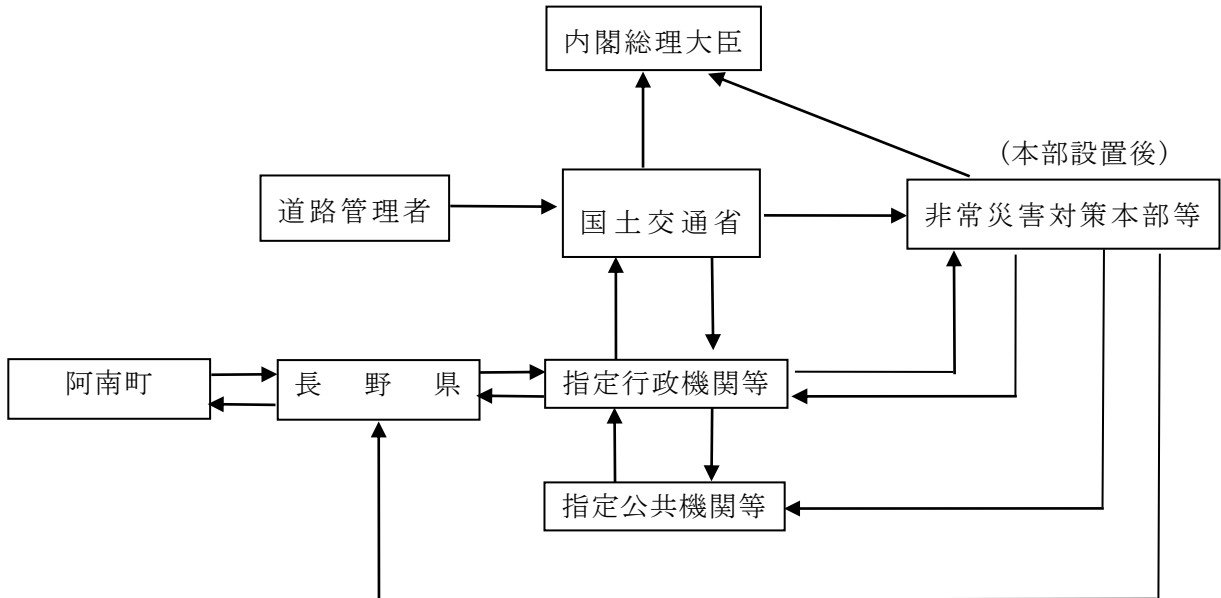 内閣総理大臣
(本部設置後)
道路管理者
国土交通省
非常災害対策本部等
阿南町
長野県
指定行政機関等
指定公共機関等